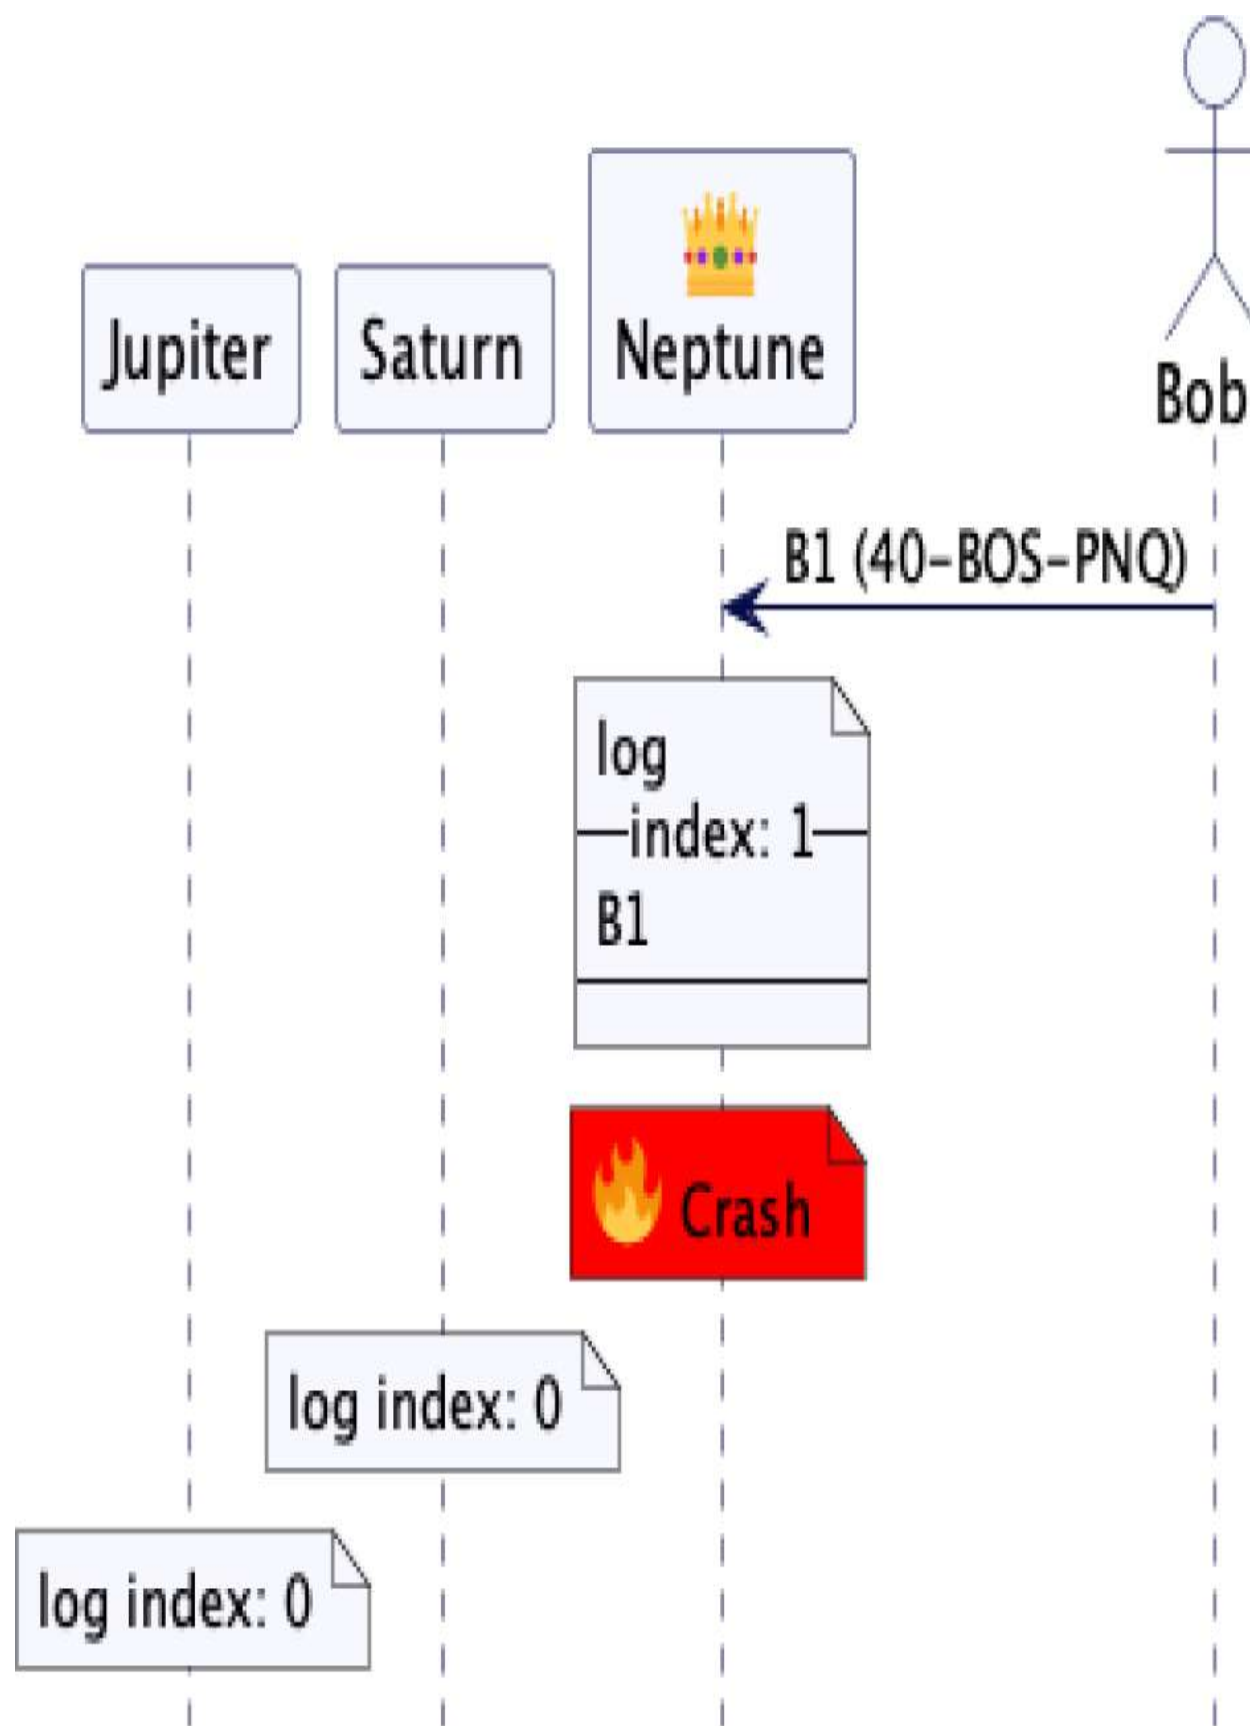 Jupiter
Saturn
Neptune
Bob
B1 (40-BOS-PNQ)
log
index: 1
B1
Crash
log index: 0
log index: 0